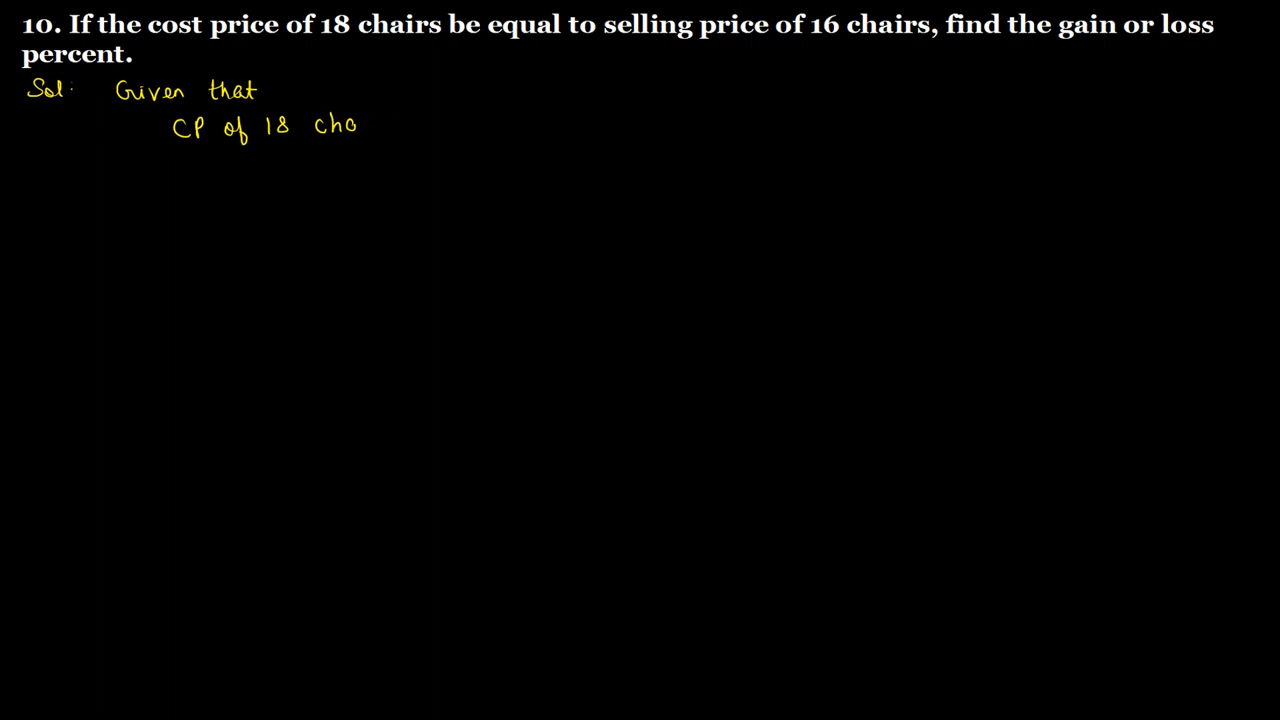 10. If the cost price of 18 chairs be equal to selling price of 16 chairs, find the gain or loss
percent.
Sol: Given that
CP of 18 cha